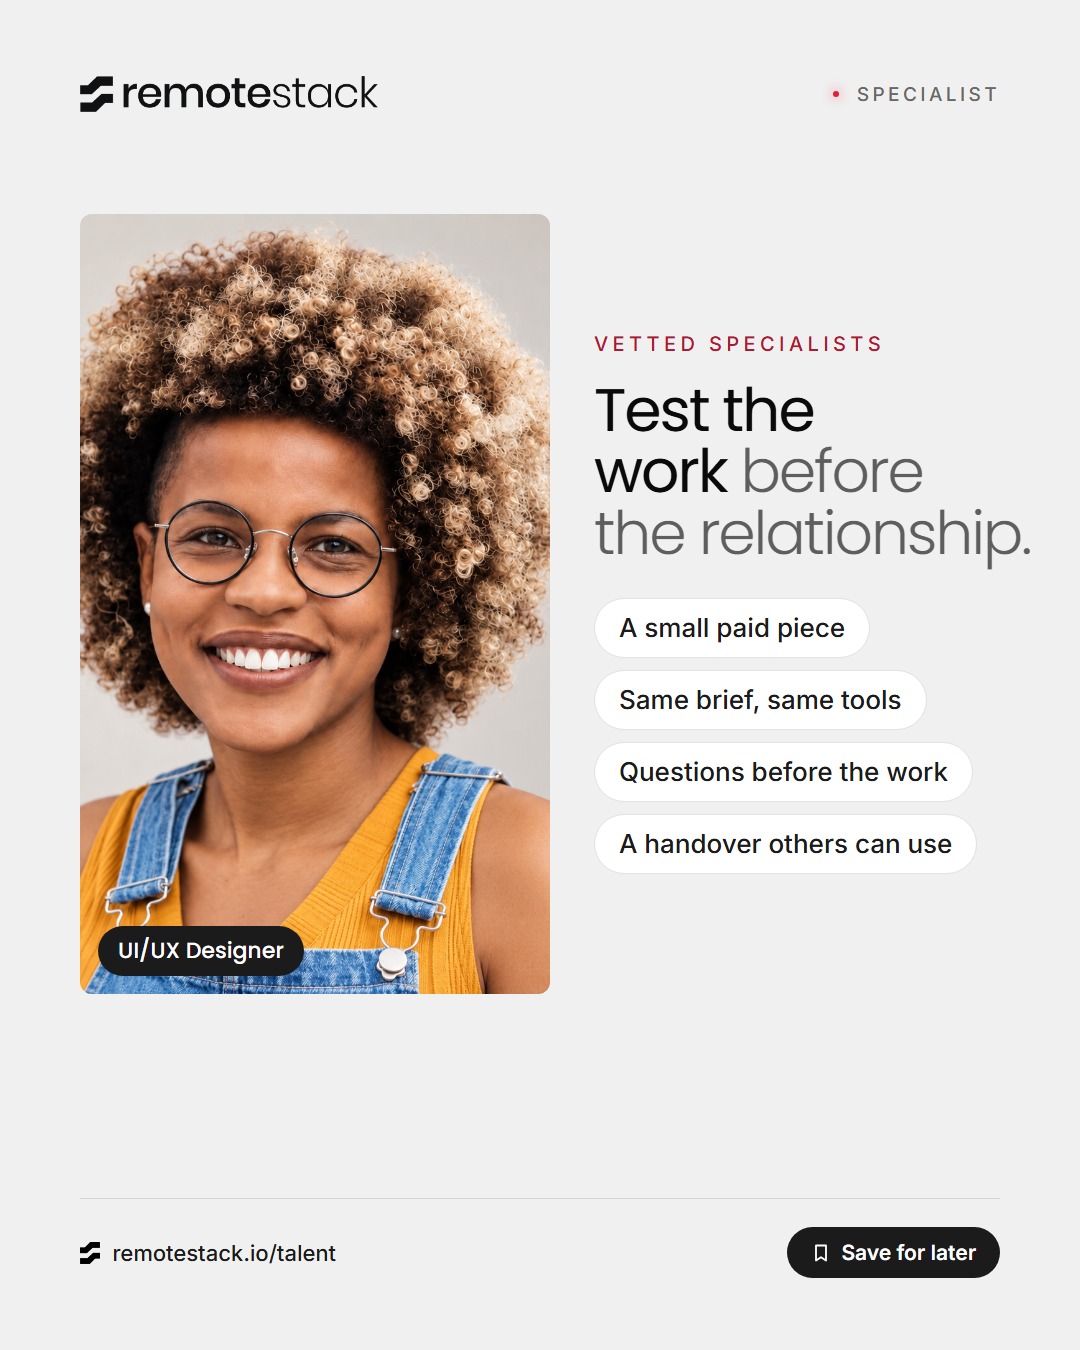 remotestack
SPECIALIST
VETTED SPECIALISTS
Test the
work before
the relationship.
A small paid piece
Same brief, same tools
Questions before the work
A handover others can use
UI/UX Designer
remotestack.io/talent
Save for later